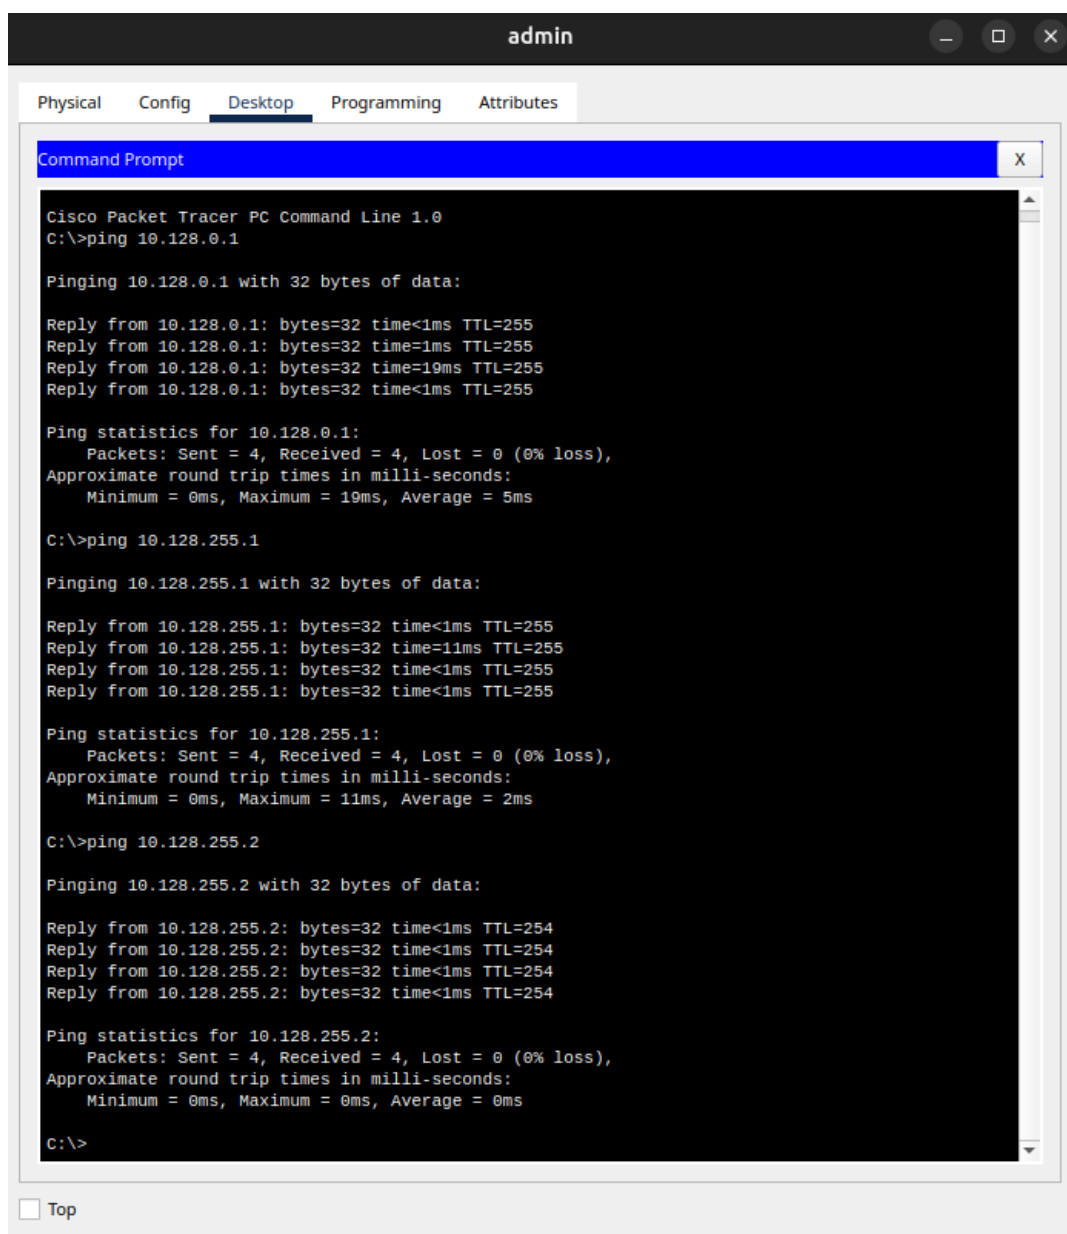 admin
Physical Config Desktop Programming Attributes
Command Prompt X
Cisco Packet Tracer PC Command Line 1.0
C:\>ping 10.128.0.1
Pinging 10.128.0.1 with 32 bytes of data:
Reply from 10.128.0.1: bytes=32 time<1ms TTL=255
Reply from 10.128.0.1: bytes=32 time=1ms TTL=255
Reply from 10.128.0.1: bytes=32 time=19ms TTL=255
Reply from 10.128.0.1: bytes=32 time<1ms TTL=255
Ping statistics for 10.128.0.1:
    Packets: Sent = 4, Received = 4, Lost = 0 (0% loss),
Approximate round trip times in milli-seconds:
    Minimum = 0ms, Maximum = 19ms, Average = 5ms
C:\>ping 10.128.255.1
Pinging 10.128.255.1 with 32 bytes of data:
Reply from 10.128.255.1: bytes=32 time<1ms TTL=255
Reply from 10.128.255.1: bytes=32 time=11ms TTL=255
Reply from 10.128.255.1: bytes=32 time<1ms TTL=255
Reply from 10.128.255.1: bytes=32 time<1ms TTL=255
Ping statistics for 10.128.255.1:
    Packets: Sent = 4, Received = 4, Lost = 0 (0% loss),
Approximate round trip times in milli-seconds:
    Minimum = 0ms, Maximum = 11ms, Average = 2ms
C:\>ping 10.128.255.2
Pinging 10.128.255.2 with 32 bytes of data:
Reply from 10.128.255.2: bytes=32 time<1ms TTL=254
Reply from 10.128.255.2: bytes=32 time<1ms TTL=254
Reply from 10.128.255.2: bytes=32 time<1ms TTL=254
Reply from 10.128.255.2: bytes=32 time<1ms TTL=254
Ping statistics for 10.128.255.2:
    Packets: Sent = 4, Received = 4, Lost = 0 (0% loss),
Approximate round trip times in milli-seconds:
    Minimum = 0ms, Maximum = 0ms, Average = 0ms
C:\>
Top